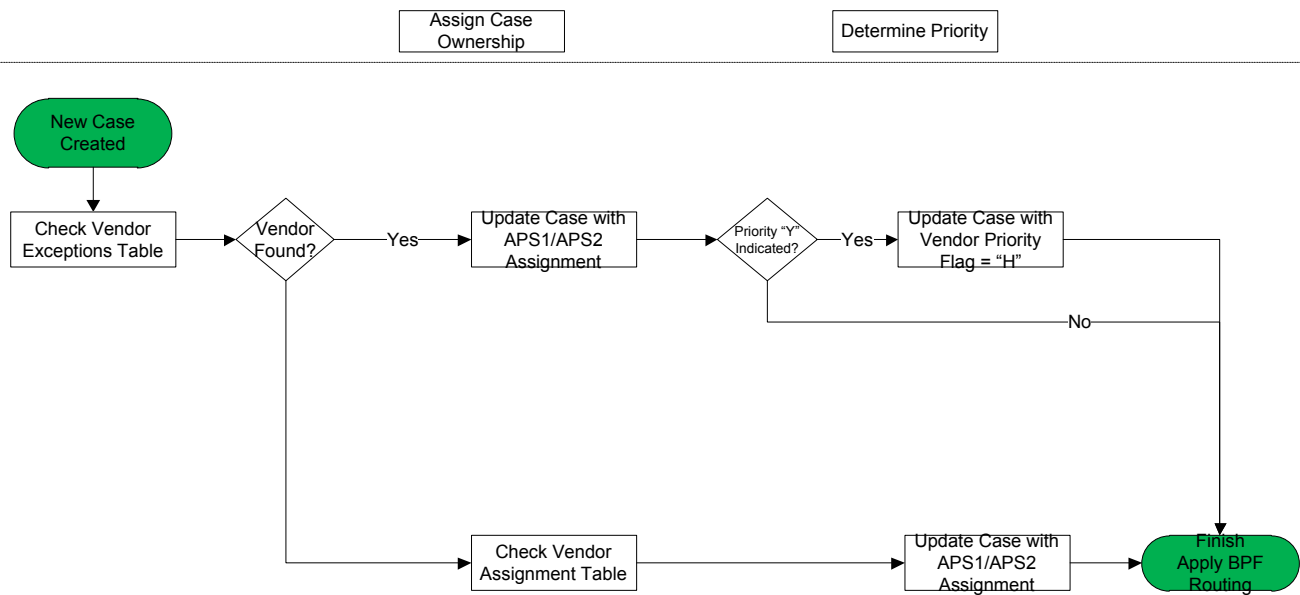 Assign Case
Ownership
Determine Priority
New Case
Created
Check Vendor
Exceptions Table
Vendor
Found?
Yes
Update Case with
APS1/APS2
Assignment
Priority “Y”
Indicated?
Yes
Update Case with
Vendor Priority
Flag = “H”
No
Check Vendor
Assignment Table
Update Case with
APS1/APS2
Assignment
Finish
Apply BPF
Routing